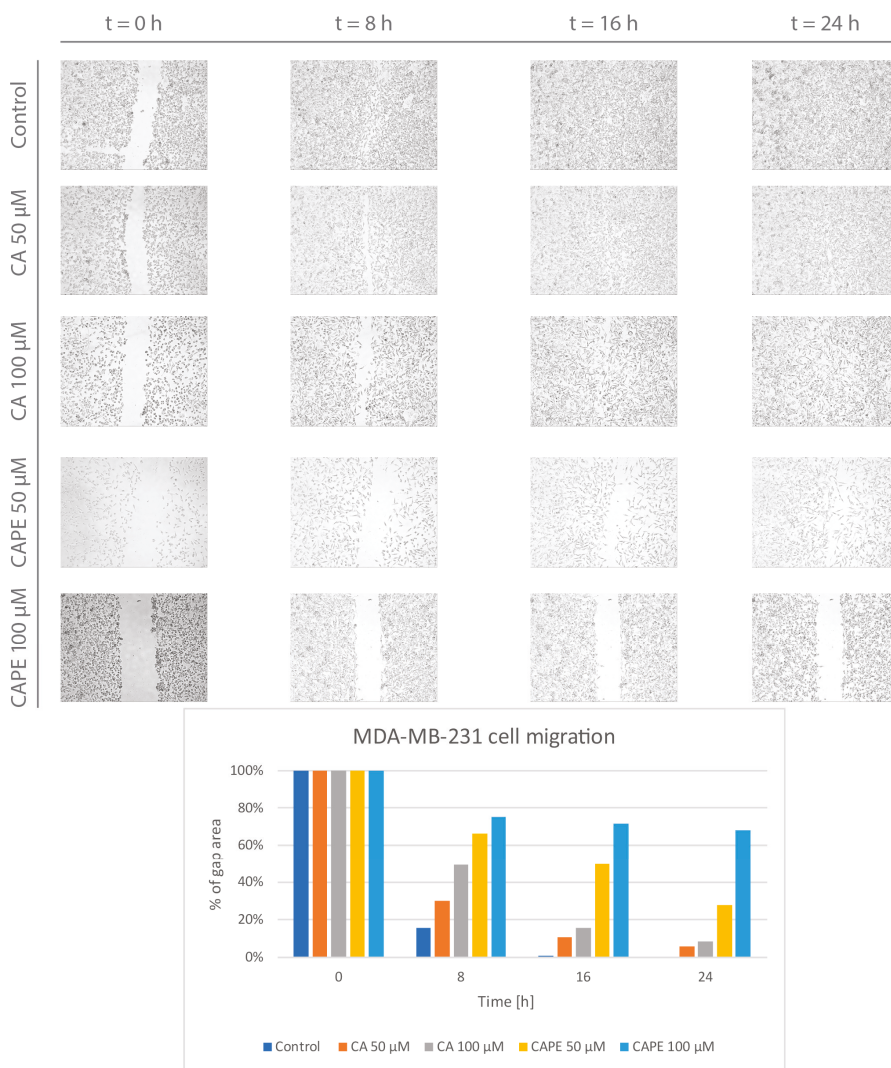 t = 0 h t = 8 h t = 16 h t = 24 h
Control
CA 50 µM
CA 100 µM
CAPE 50 µM
CAPE 100 µM
MDA-MB-231 cell migration
100%
80%
60%
40%
20%
0%
% of gap area
0 8 16 24
Time [h]
Control CA 50 µM CA 100 µM CAPE 50 µM CAPE 100 µM